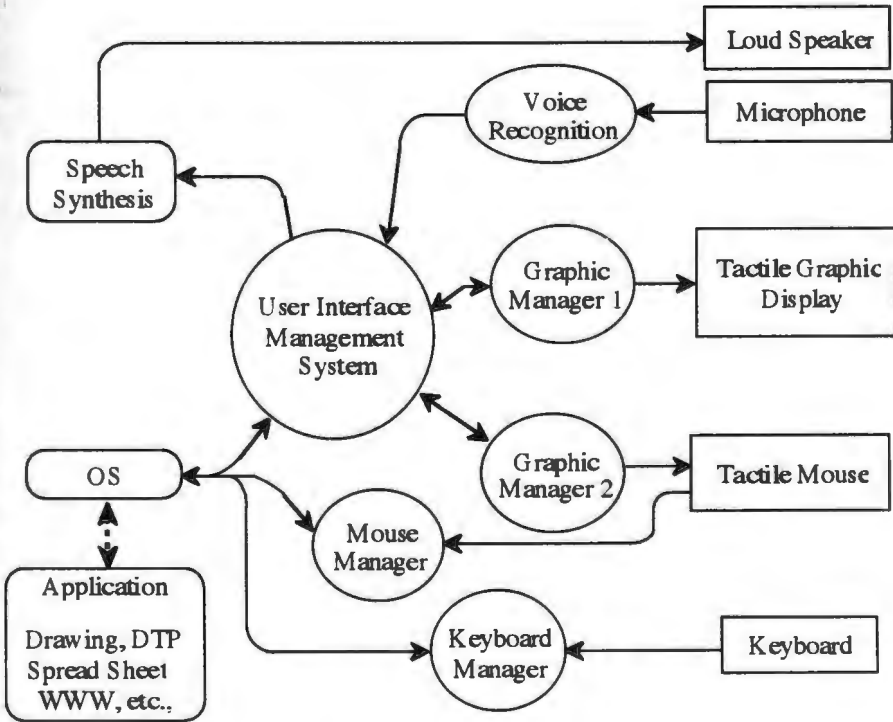 Loud Speaker
Voice
Recognition
Microphone
Speech
Synthesis
Graphic
Manager 1
Tactile Graphic
Display
User Interface
Management
System
OS
Graphic
Manager 2
Tactile Mouse
Mouse
Manager
Application
Drawing, DTP
Spread Sheet
WWW, etc.,
Keyboard
Manager
Keyboard